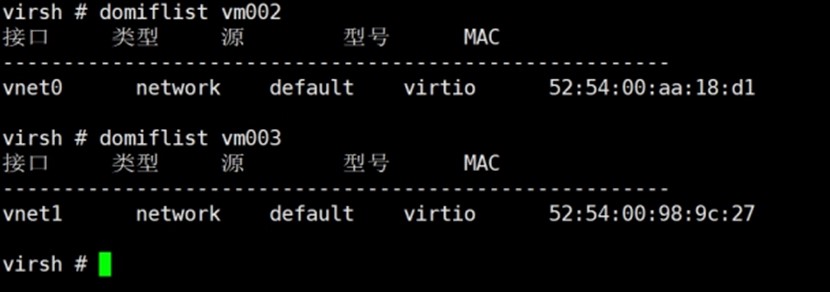 virsh # domiflist vm002
接口 类型 源 型号 MAC
-------------------------------------------------------
vnet0 network default virtio 52:54:00:aa:18:d1
virsh # domiflist vm003
接口 类型 源 型号 MAC
-------------------------------------------------------
vnet1 network default virtio 52:54:00:98:9c:27
virsh #